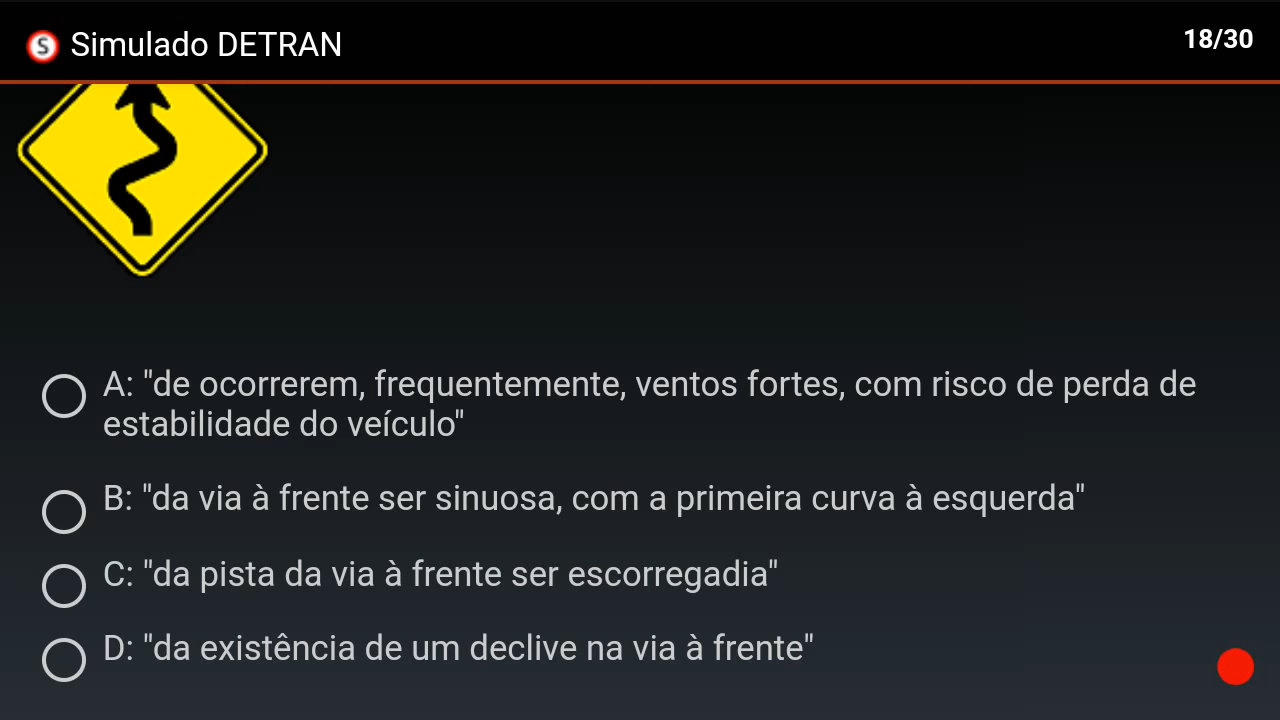 S Simulado DETRAN
18/30
A: "de ocorrerem, frequentemente, ventos fortes, com risco de perda de
estabilidade do veículo"
B: "da via à frente ser sinuosa, com a primeira curva à esquerda"
C: "da pista da via à frente ser escorregadia"
D: "da existência de um declive na via à frente"